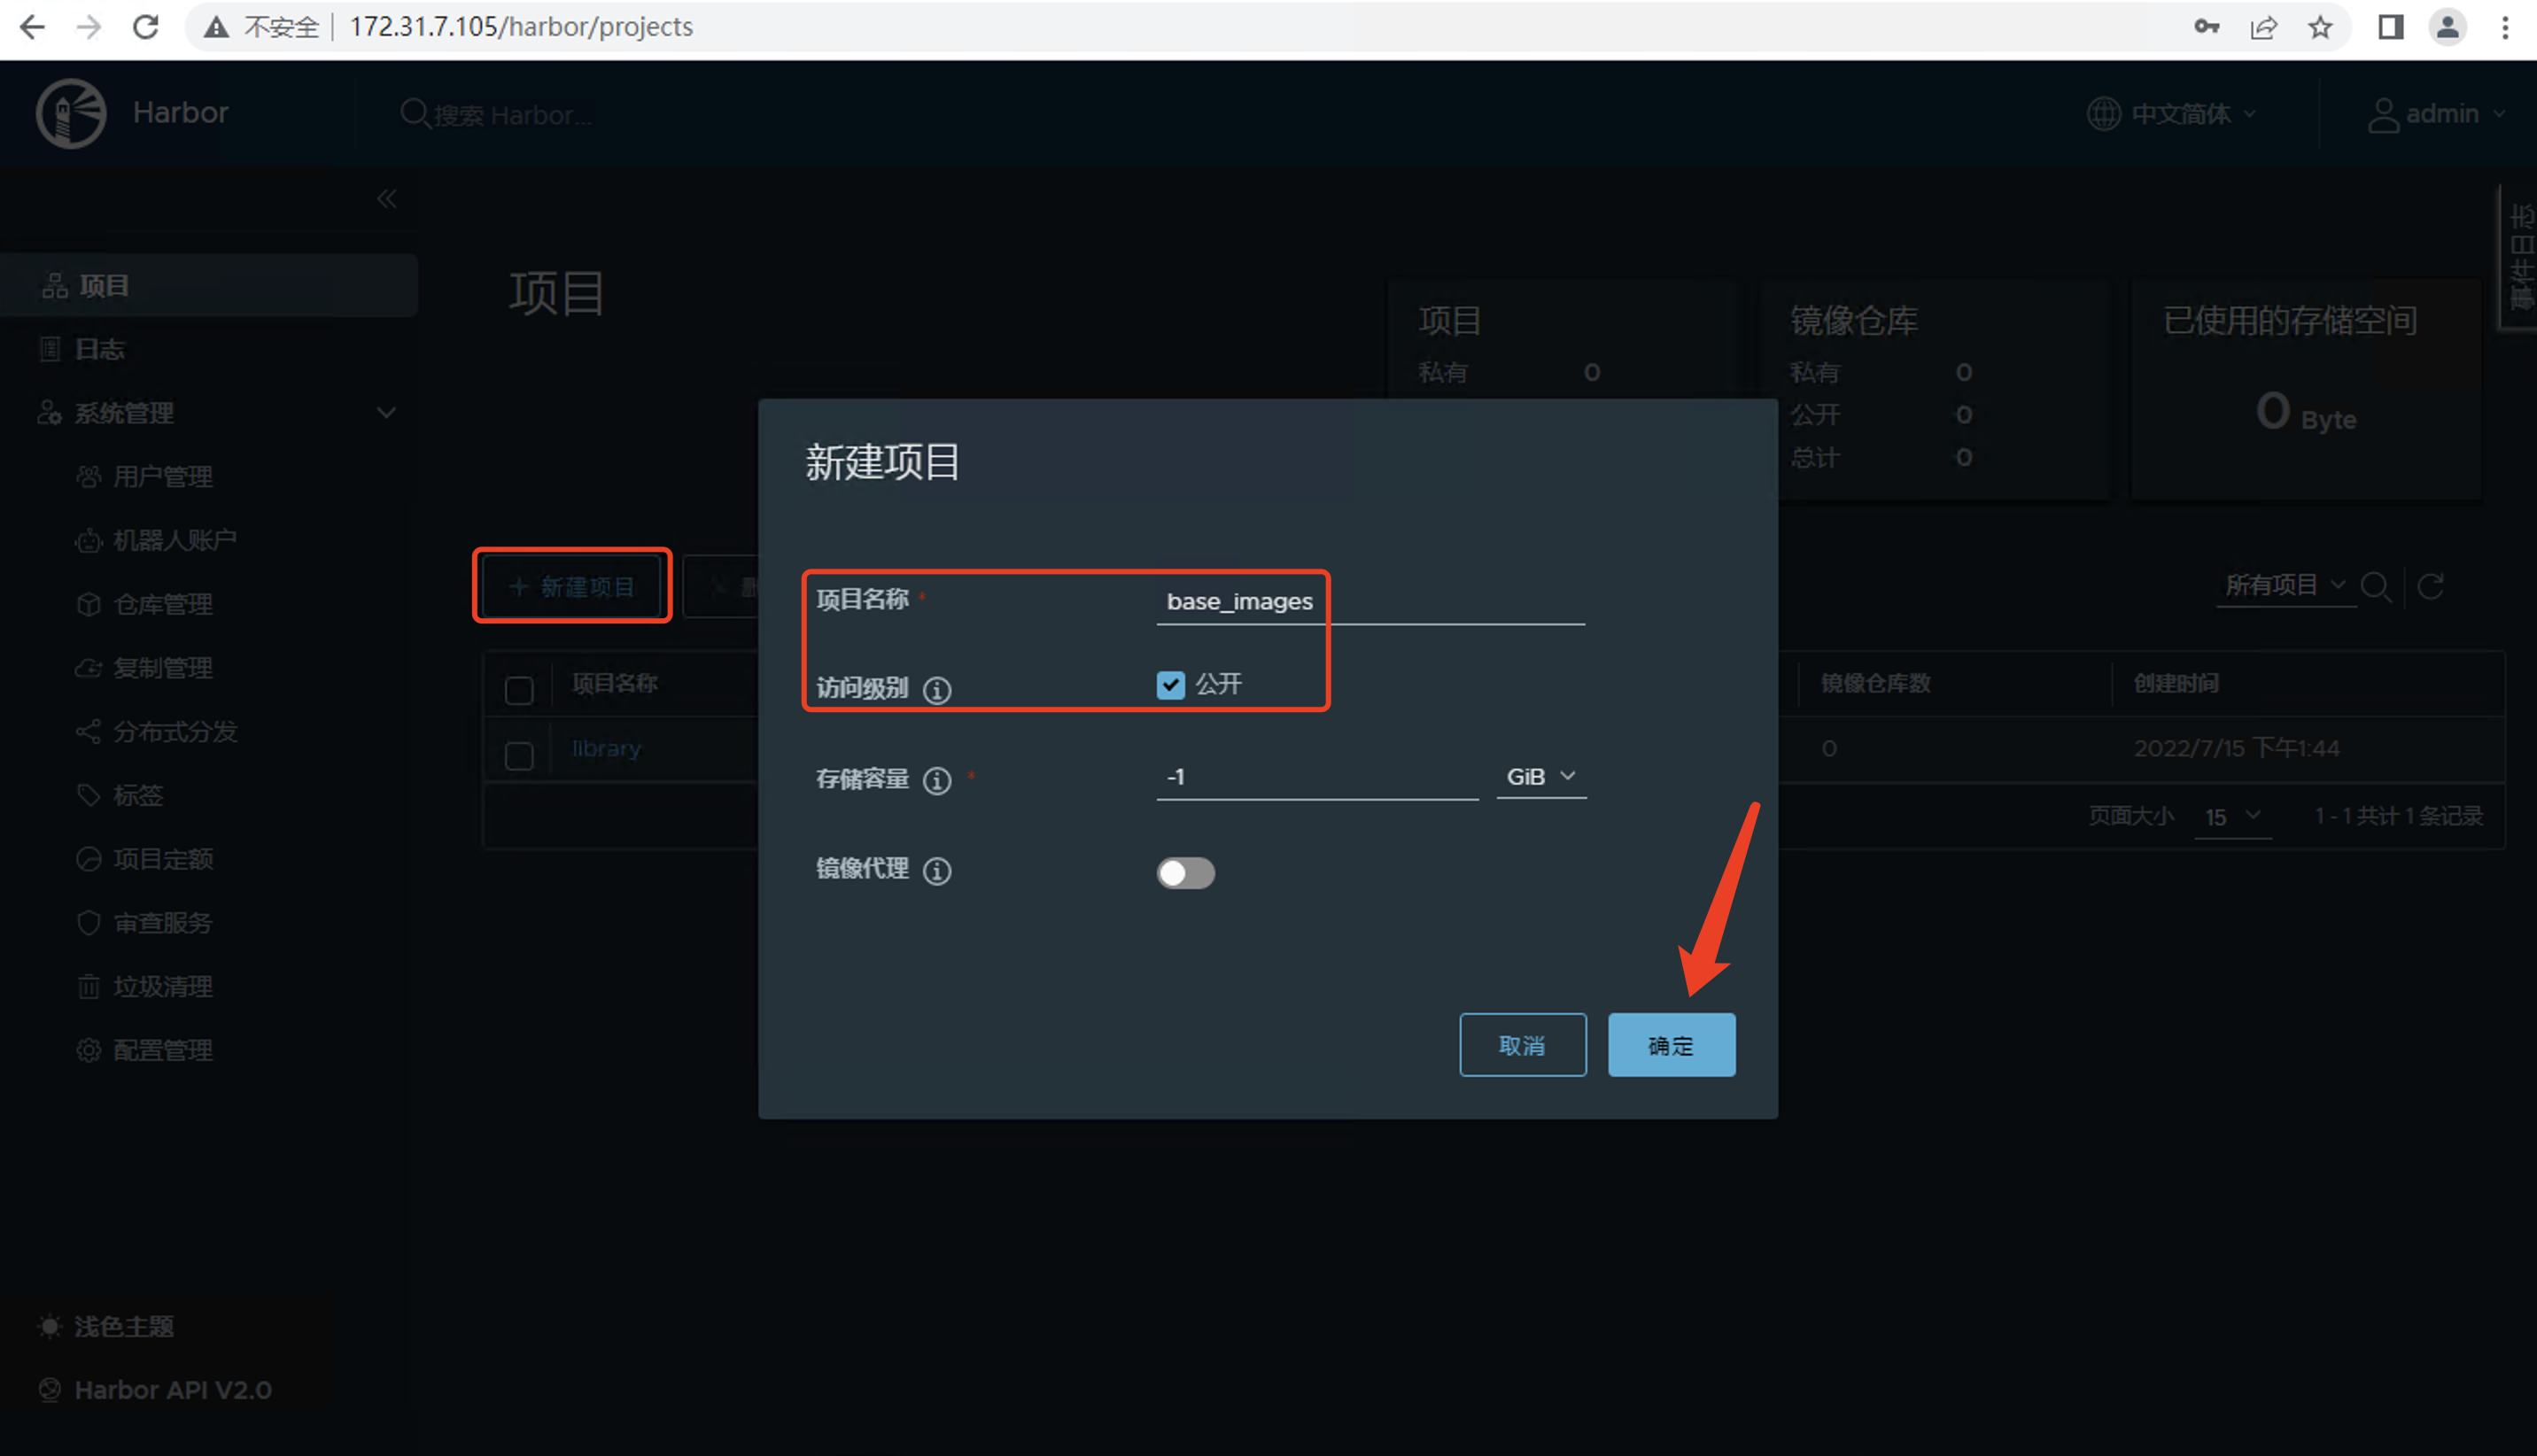 不安全 172.31.7.105/harbor/projects
Harbor 搜索 Harbor... 中文简体 admin
事件日志
项目
日志
系统管理
用户管理
机器人账户
仓库管理
复制管理
分布式分发
标签
项目定额
审查服务
垃圾清理
配置管理
浅色主题
Harbor API V2.0
项目
项目
私有 0
镜像仓库
私有 0
公开 0
总计 0
已使用的存储空间
0 Byte
+ 新建项目
所有项目
项目名称 镜像仓库数 创建时间
library 0 2022/7/15 下午1:44
页面大小 15 1 - 1 共计 1 条记录
新建项目
项目名称 * base_images
访问级别 公开
存储容量 * -1 GiB
镜像代理
取消 确定